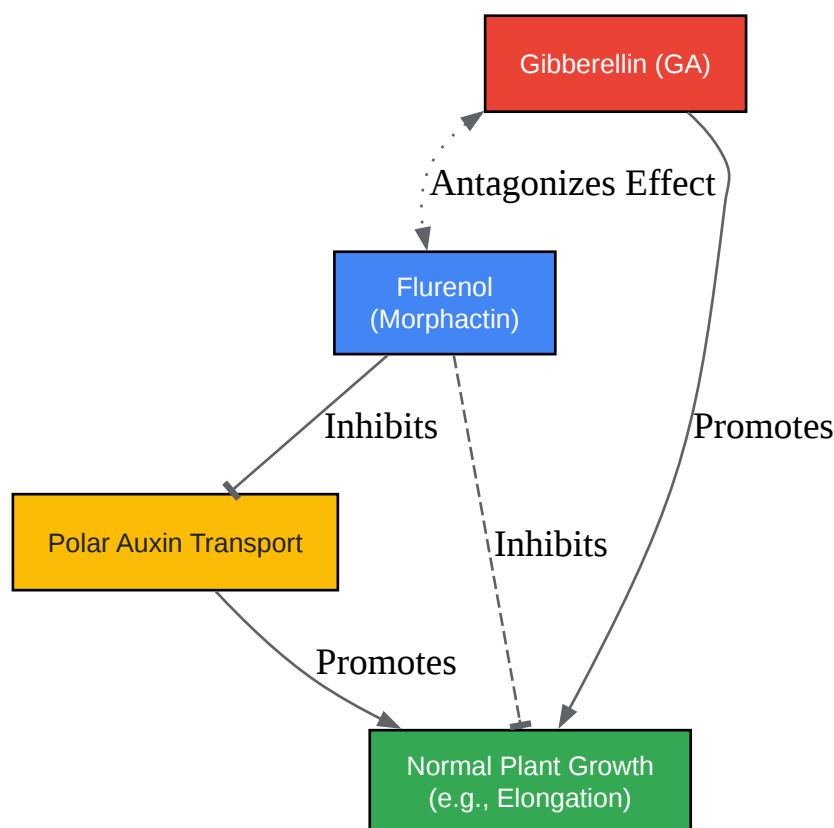 Gibberellin (GA)
Antagonizes Effect
Flurenol
(Morphactin)
Inhibits
Promotes
Polar Auxin Transport
Inhibits
Promotes
Normal Plant Growth
(e.g., Elongation)